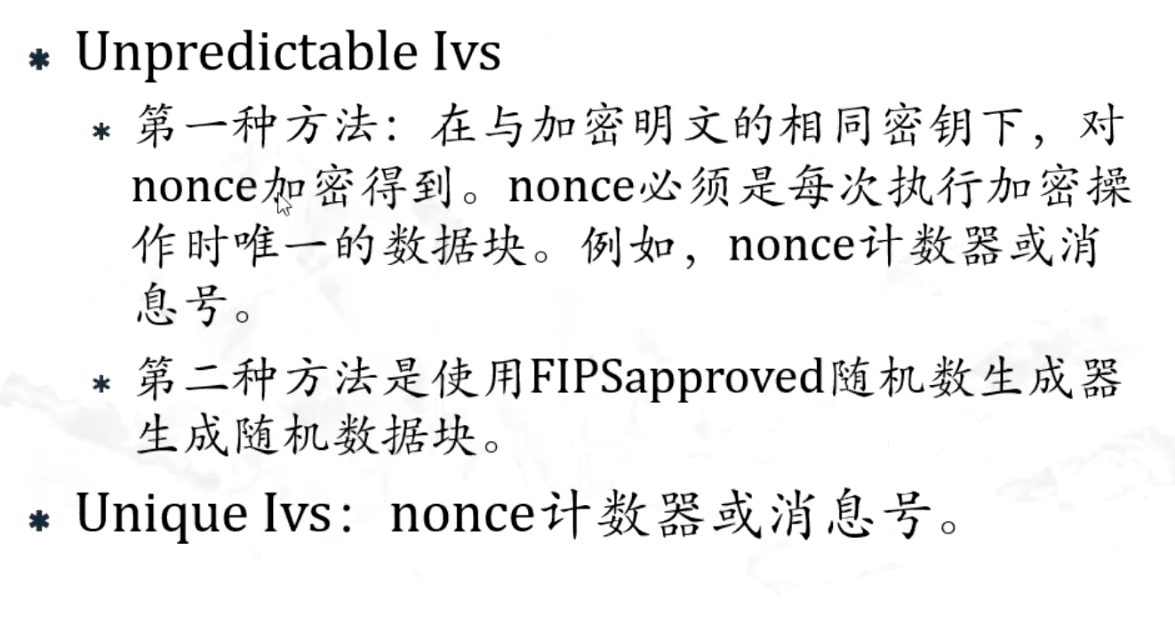 * Unpredictable Ivs
* 第一种方法：在与加密明文的相同密钥下，对
nonce加密得到。nonce必须是每次执行加密操
作时唯一的数据块。例如，nonce计数器或消
息号。
* 第二种方法是使用FIPSapproved随机数生成器
生成随机数据块。
* Unique Ivs：nonce计数器或消息号。